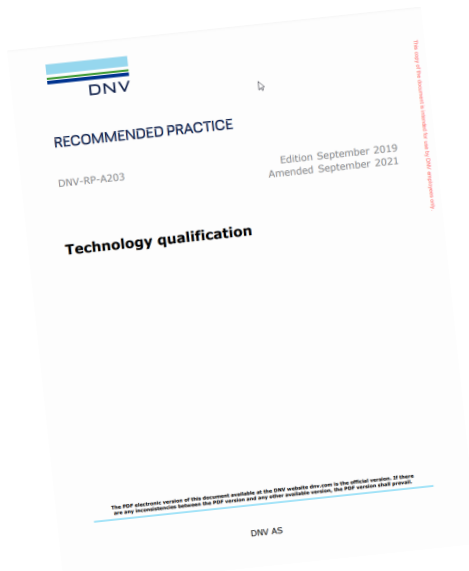 DNV
RECOMMENDED PRACTICE
DNV-RP-A203
Edition September 2019
Amended September 2021
Technology qualification
The PDF electronic version of this document available at the DNV website dnv.com is the official version. If there
are any inconsistencies between the PDF version and any other available version, the PDF version shall prevail.
DNV AS
This copy of the document is intended for use by DNV employees only